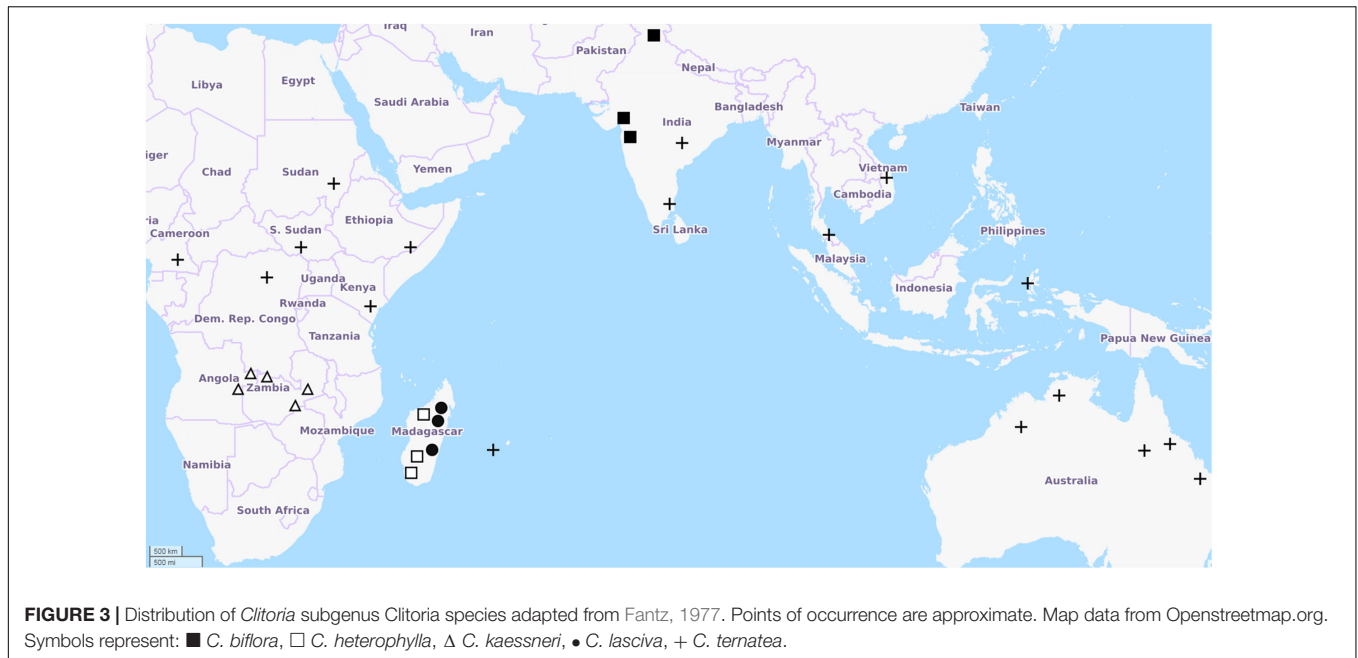 Iraq
Iran
Pakistan
Nepal
Libya
Egypt
Saudi Arabia
Bangladesh
Taiwan
India
Myanmar
iger
Chad
Sudan
Yemen
Vietnam
Cambodia
ria
Cameroon
S. Sudan
Ethiopia
Sri Lanka
Philippines
Malaysia
Uganda
Kenya
Indonesia
Rwanda
Dem. Rep. Congo
Tanzania
Papua New Guinea
Angola
Zambia
Mozambique
Madagascar
Namibia
Australia
South Africa
500 km
500 mi
FIGURE 3 | Distribution of Clitoria subgenus Clitoria species adapted from Fantz, 1977. Points of occurrence are approximate. Map data from Openstreetmap.org.
Symbols represent: ■ C. biflora, □ C. heterophylla, Δ C. kaessneri, ● C. lasciva, + C. ternatea.